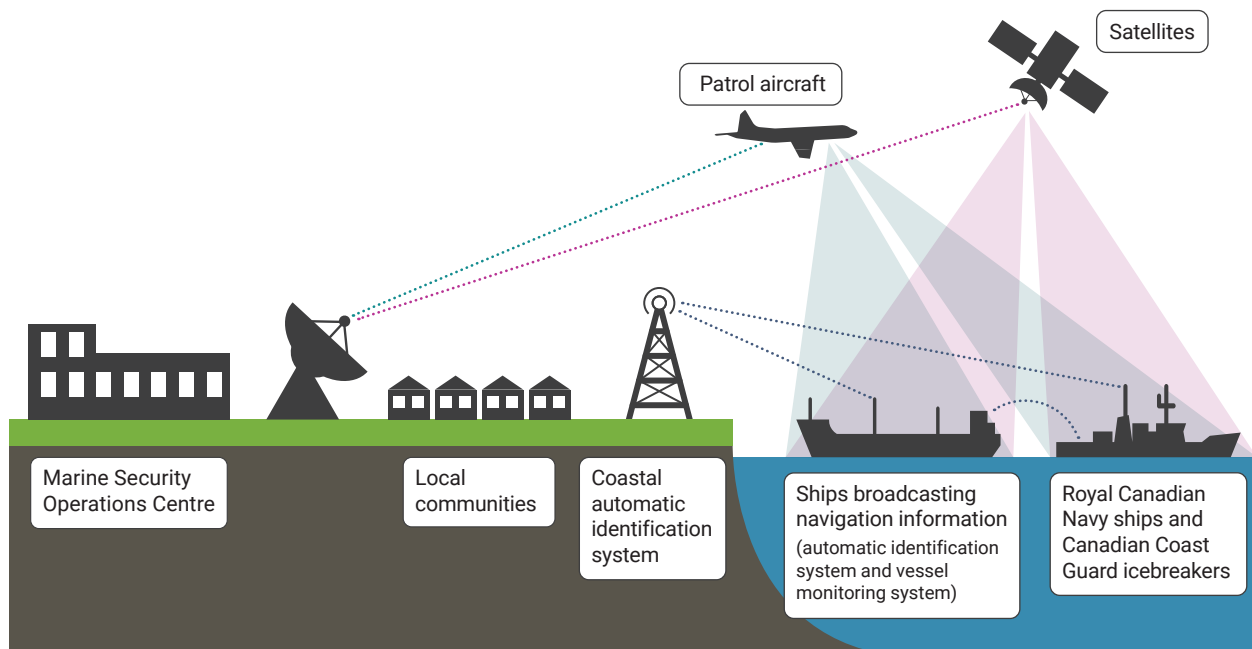 Satellites
Patrol aircraft
Marine Security
Operations Centre
Local
communities
Coastal
automatic
identification
system
Ships broadcasting
navigation information
(automatic identification
system and vessel
monitoring system)
Royal Canadian
Navy ships and
Canadian Coast
Guard icebreakers